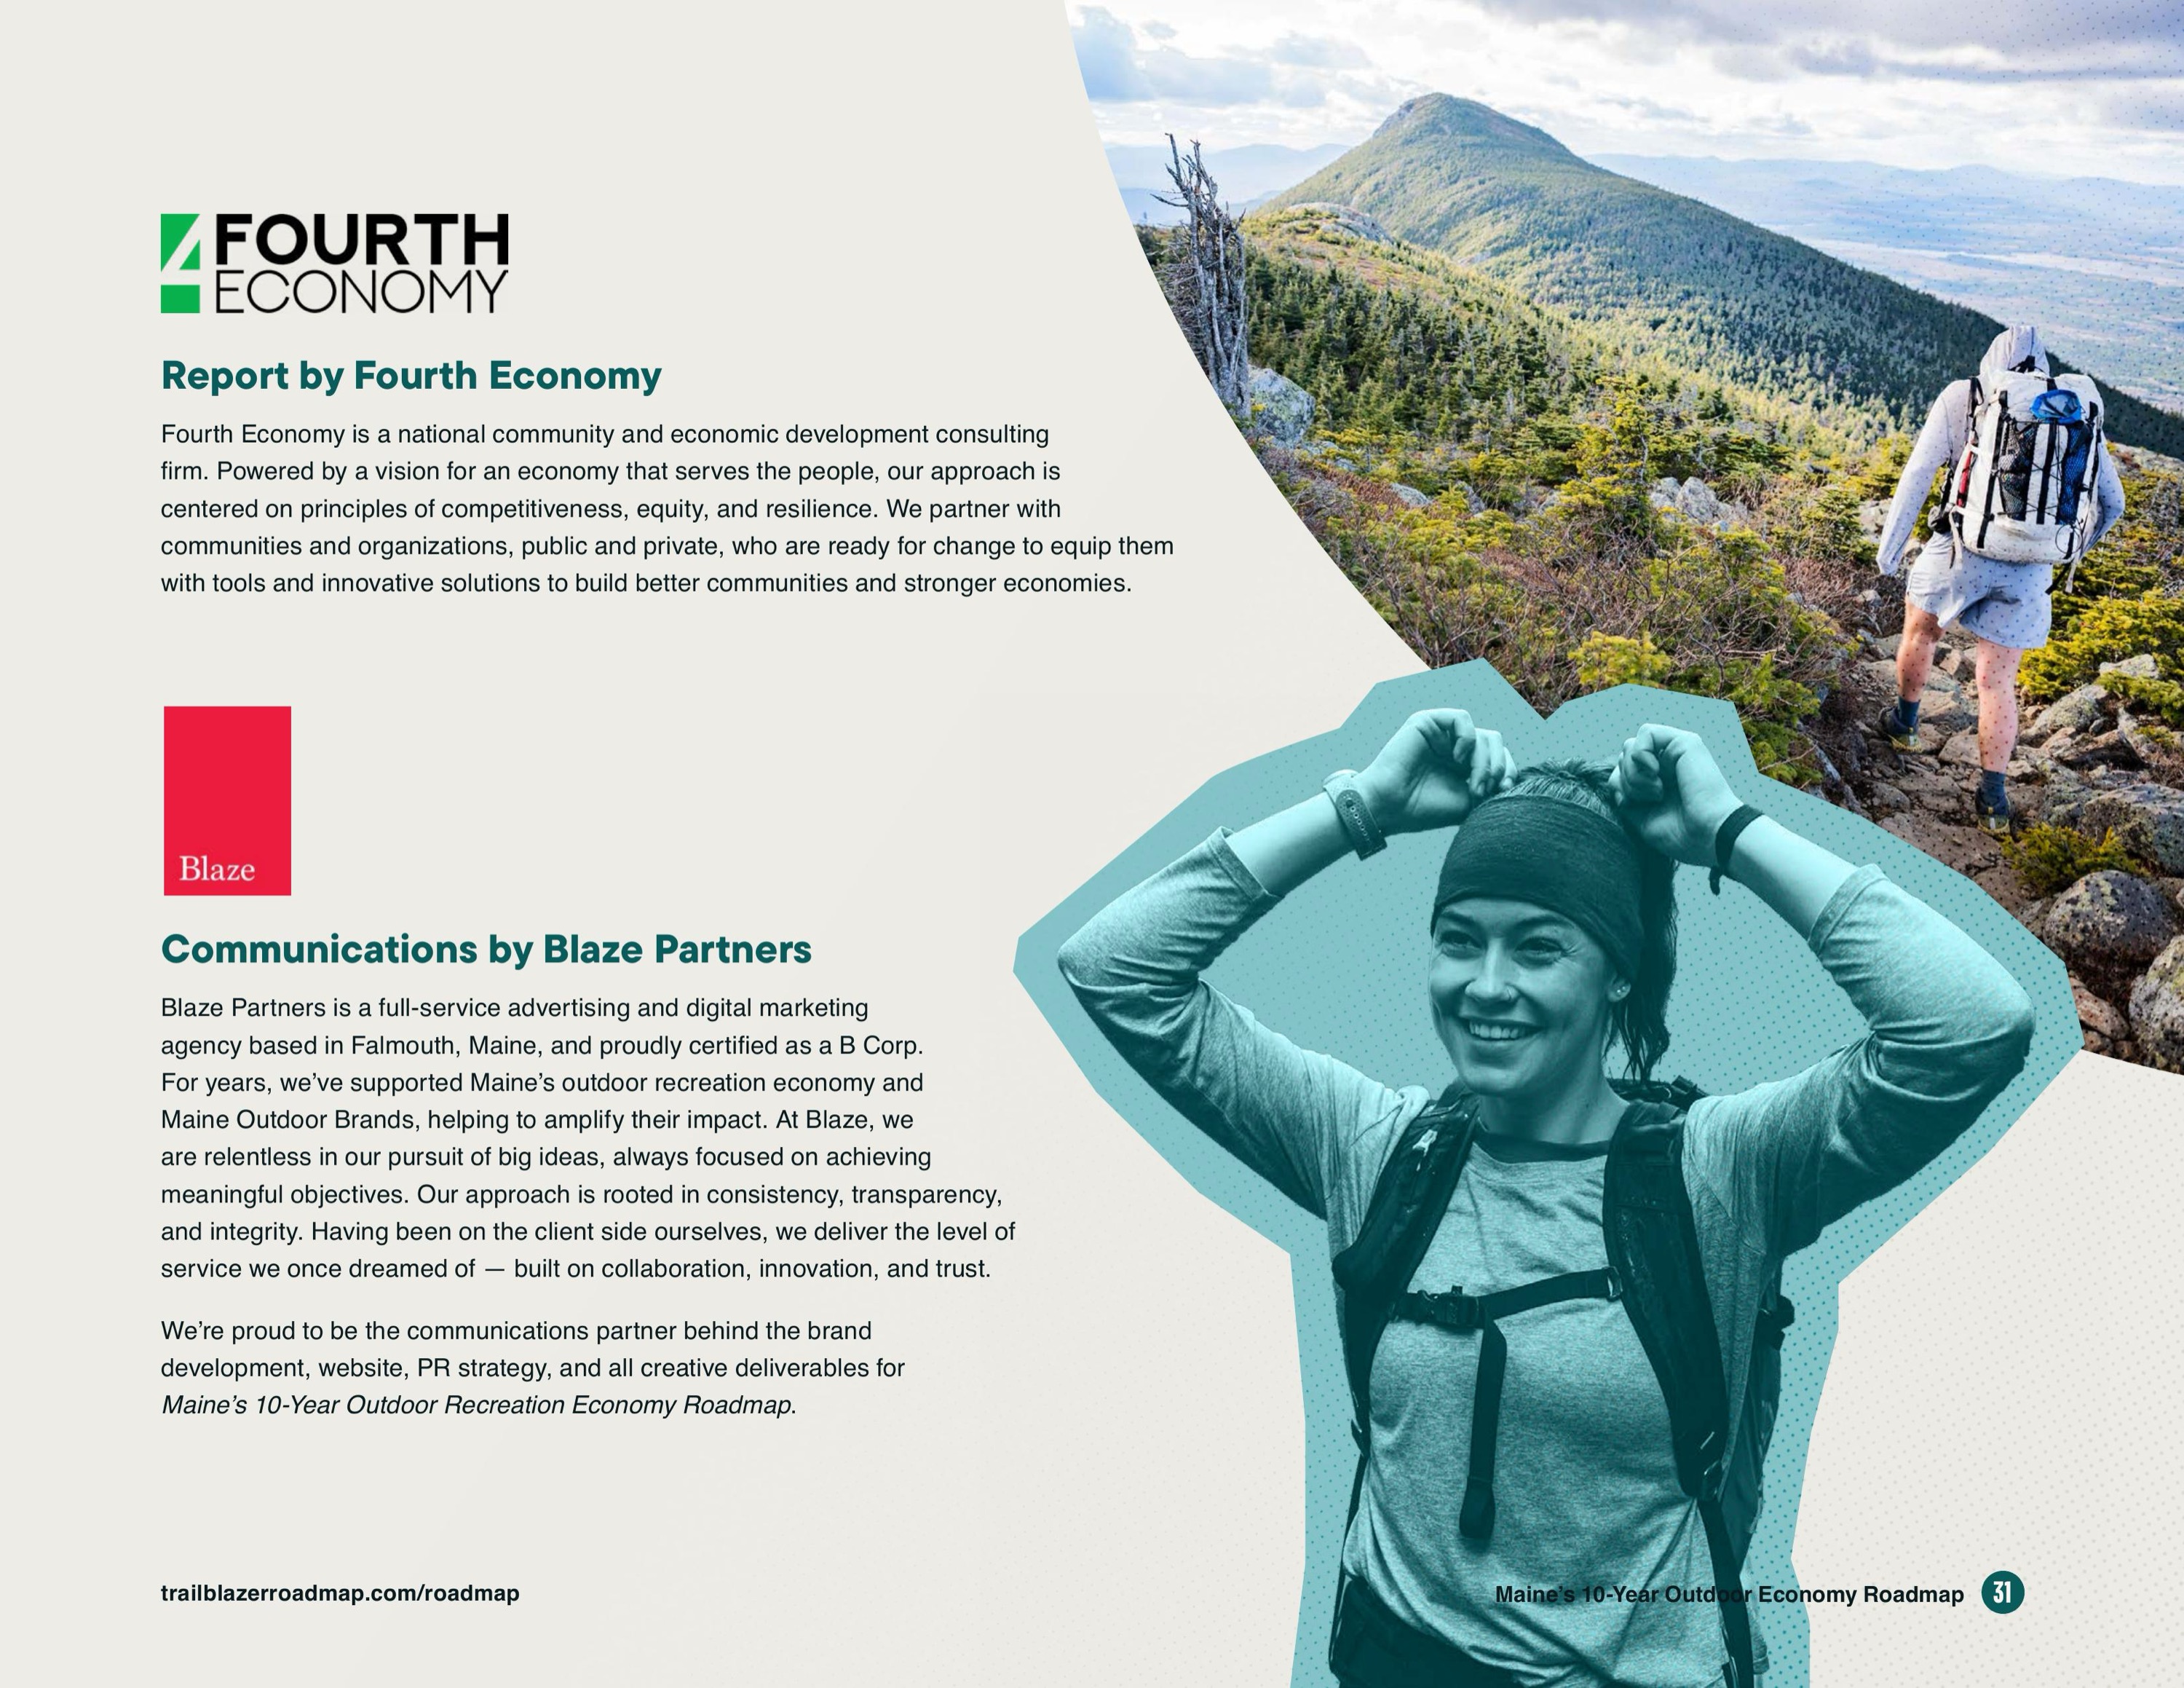 FOURTH
ECONOMY
Report by Fourth Economy
Fourth Economy is a national community and economic development consulting
firm. Powered by a vision for an economy that serves the people, our approach is
centered on principles of competitiveness, equity, and resilience. We partner with
communities and organizations, public and private, who are ready for change to equip them
with tools and innovative solutions to build better communities and stronger economies.
Blaze
Communications by Blaze Partners
Blaze Partners is a full-service advertising and digital marketing
agency based in Falmouth, Maine, and proudly certified as a B Corp.
For years, we’ve supported Maine’s outdoor recreation economy and
Maine Outdoor Brands, helping to amplify their impact. At Blaze, we
are relentless in our pursuit of big ideas, always focused on achieving
meaningful objectives. Our approach is rooted in consistency, transparency,
and integrity. Having been on the client side ourselves, we deliver the level of
service we once dreamed of — built on collaboration, innovation, and trust.
We’re proud to be the communications partner behind the brand
development, website, PR strategy, and all creative deliverables for
Maine’s 10-Year Outdoor Recreation Economy Roadmap.
trailblazerroadmap.com/roadmap
Maine’s 10-Year Outdoor Economy Roadmap 31